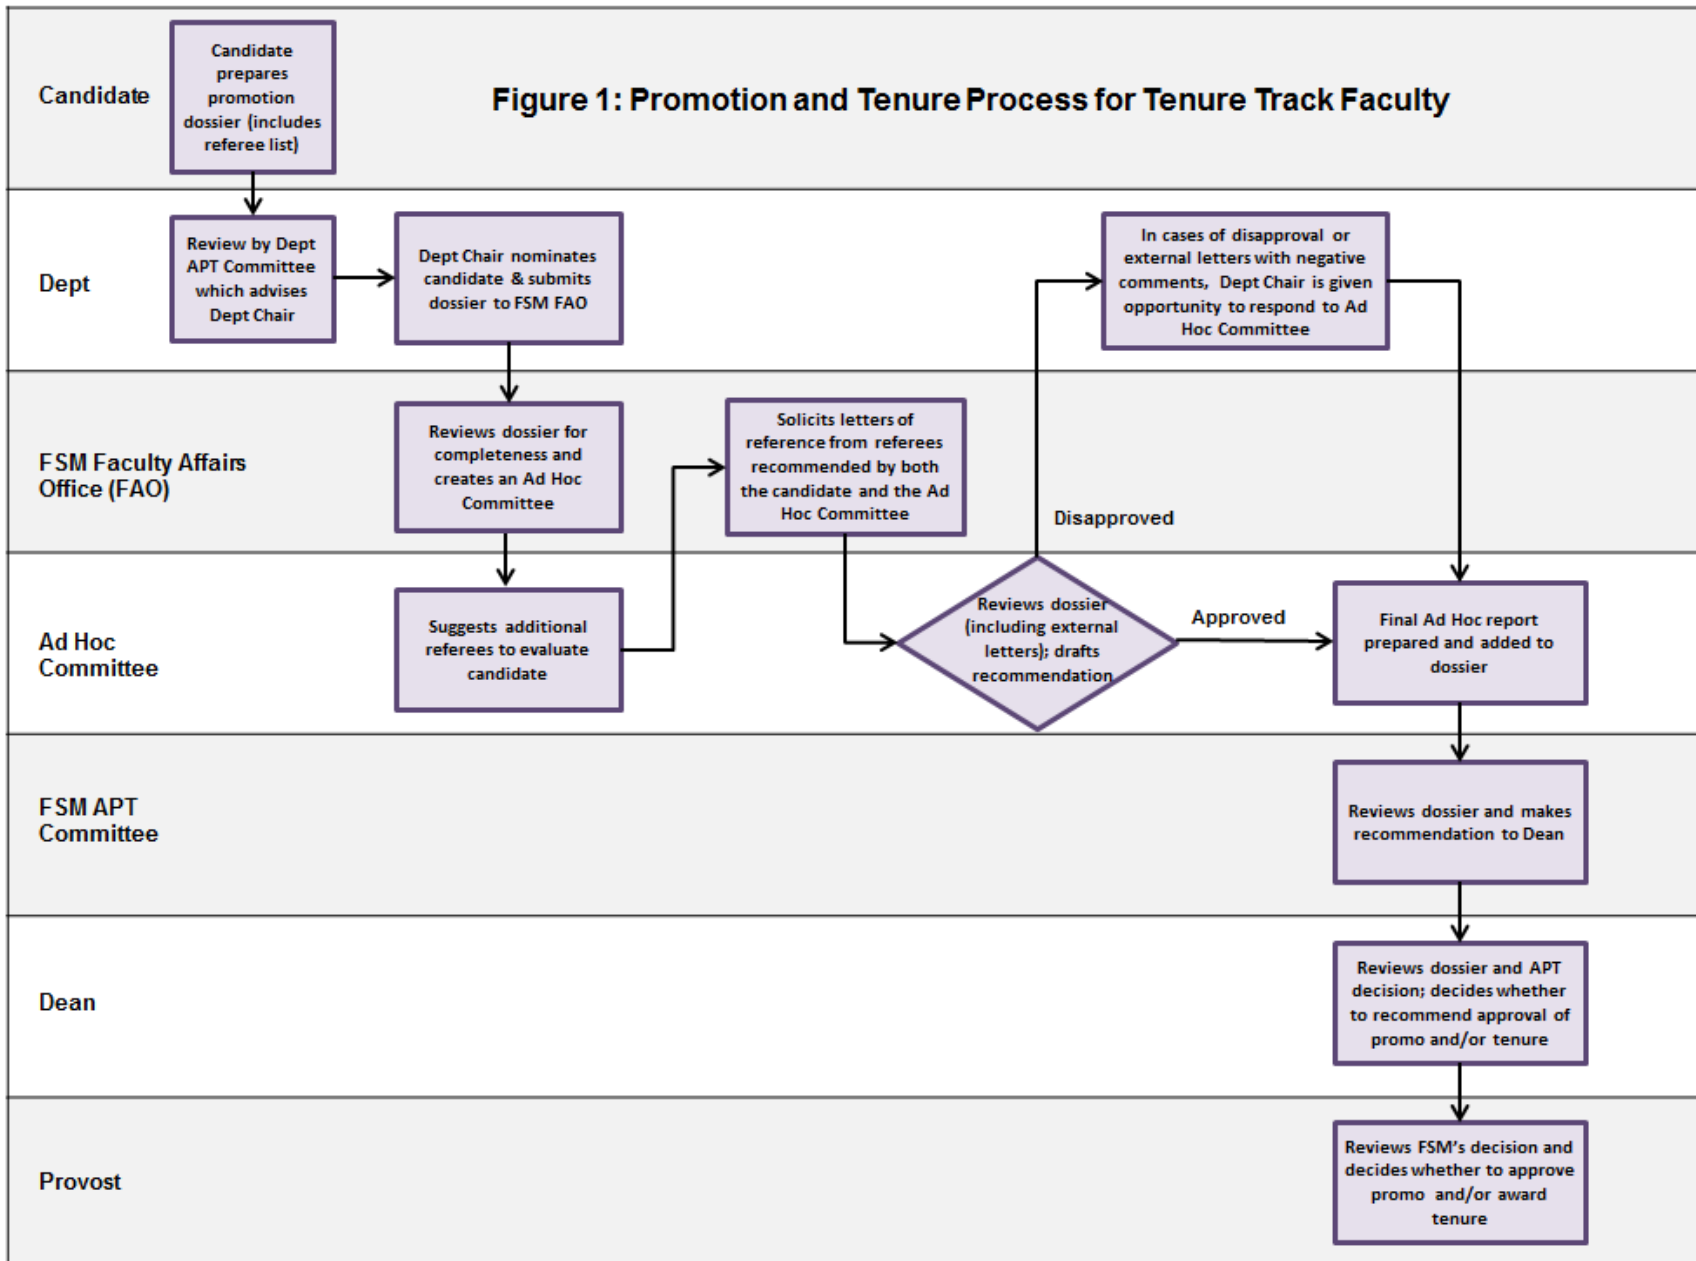 Figure 1: Promotion and Tenure Process for Tenure Track Faculty
Candidate
Candidate
prepares
promotion
dossier (includes
referee list)
Dept
Review by Dept
APT Committee
which advises
Dept Chair
Dept Chair nominates
candidate & submits
dossier to FSM FAO
In cases of disapproval or
external letters with negative
comments, Dept Chair is given
opportunity to respond to Ad
Hoc Committee
FSM Faculty Affairs
Office (FAO)
Reviews dossier for
completeness and
creates an Ad Hoc
Committee
Solicits letters of
reference from referees
recommended by both
the candidate and the Ad
Hoc Committee
Disapproved
Ad Hoc
Committee
Suggests additional
referees to evaluate
candidate
Reviews dossier
(including external
letters); drafts
recommendation
Approved
Final Ad Hoc report
prepared and added to
dossier
FSM APT
Committee
Reviews dossier and makes
recommendation to Dean
Dean
Reviews dossier and APT
decision; decides whether
to recommend approval of
promo and/or tenure
Provost
Reviews FSM's decision and
decides whether to approve
promo and/or award
tenure